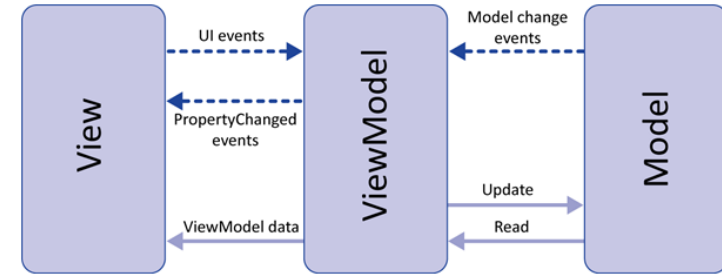 View
UI events
PropertyChanged
events
ViewModel data
ViewModel
Model change
events
Update
Read
Model